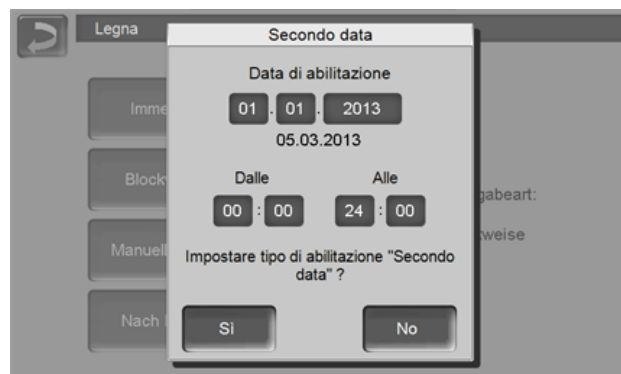 Legna
Secondo data
Data di abilitazione
01 . 01 . 2013
05.03.2013
Dalle Alle
00 : 00 24 : 00
Impostare tipo di abilitazione "Secondo
data" ?
Sì No
Imme
Block
Manuell
Nach
gabeart:
weise